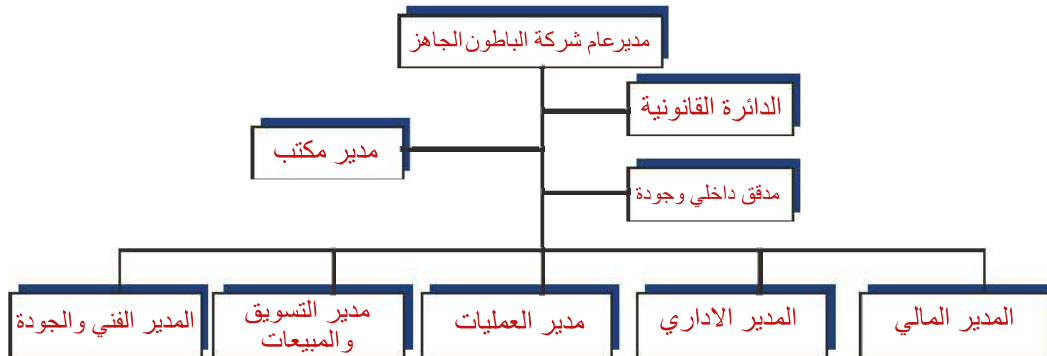 مديرعام شركة الباطون الجاهز
الدائرة القانونية
مدير مكتب
مدقق داخلي وجودة
المدير المالي
المدير الاداري
مدير العمليات
مدير التسويق
والمبيعات
المدير الفني والجودة